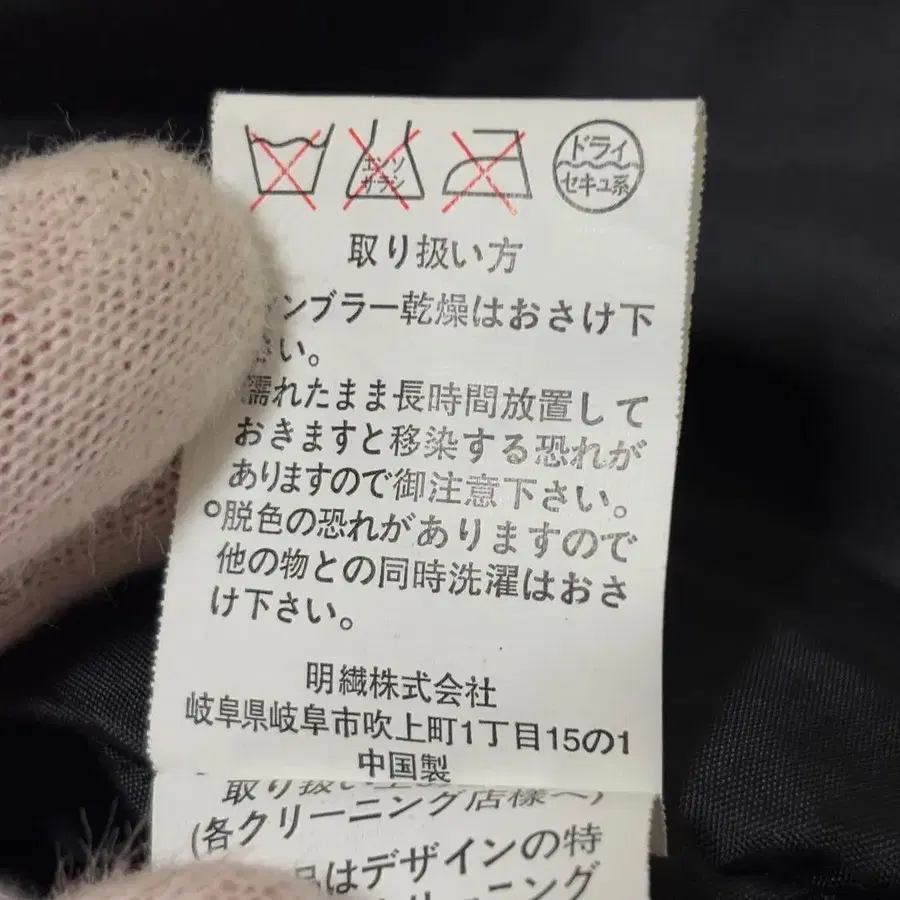 エンソ
サラシ
ドライ
セキユ系
取り扱い方
ンブラー乾燥はおさけ下
い。
濡れたまま長時間放置して
おきますと移染する恐れが
ありますので御注意下さい。
°脱色の恐れがありますので
他の物との同時洗濯はおさ
け下さい。
明繊株式会社
岐阜県岐阜市吹上町1丁目15の1
中国製
取り扱い
店様へ)
(各クリーニング
品はデザインの特
ーニング